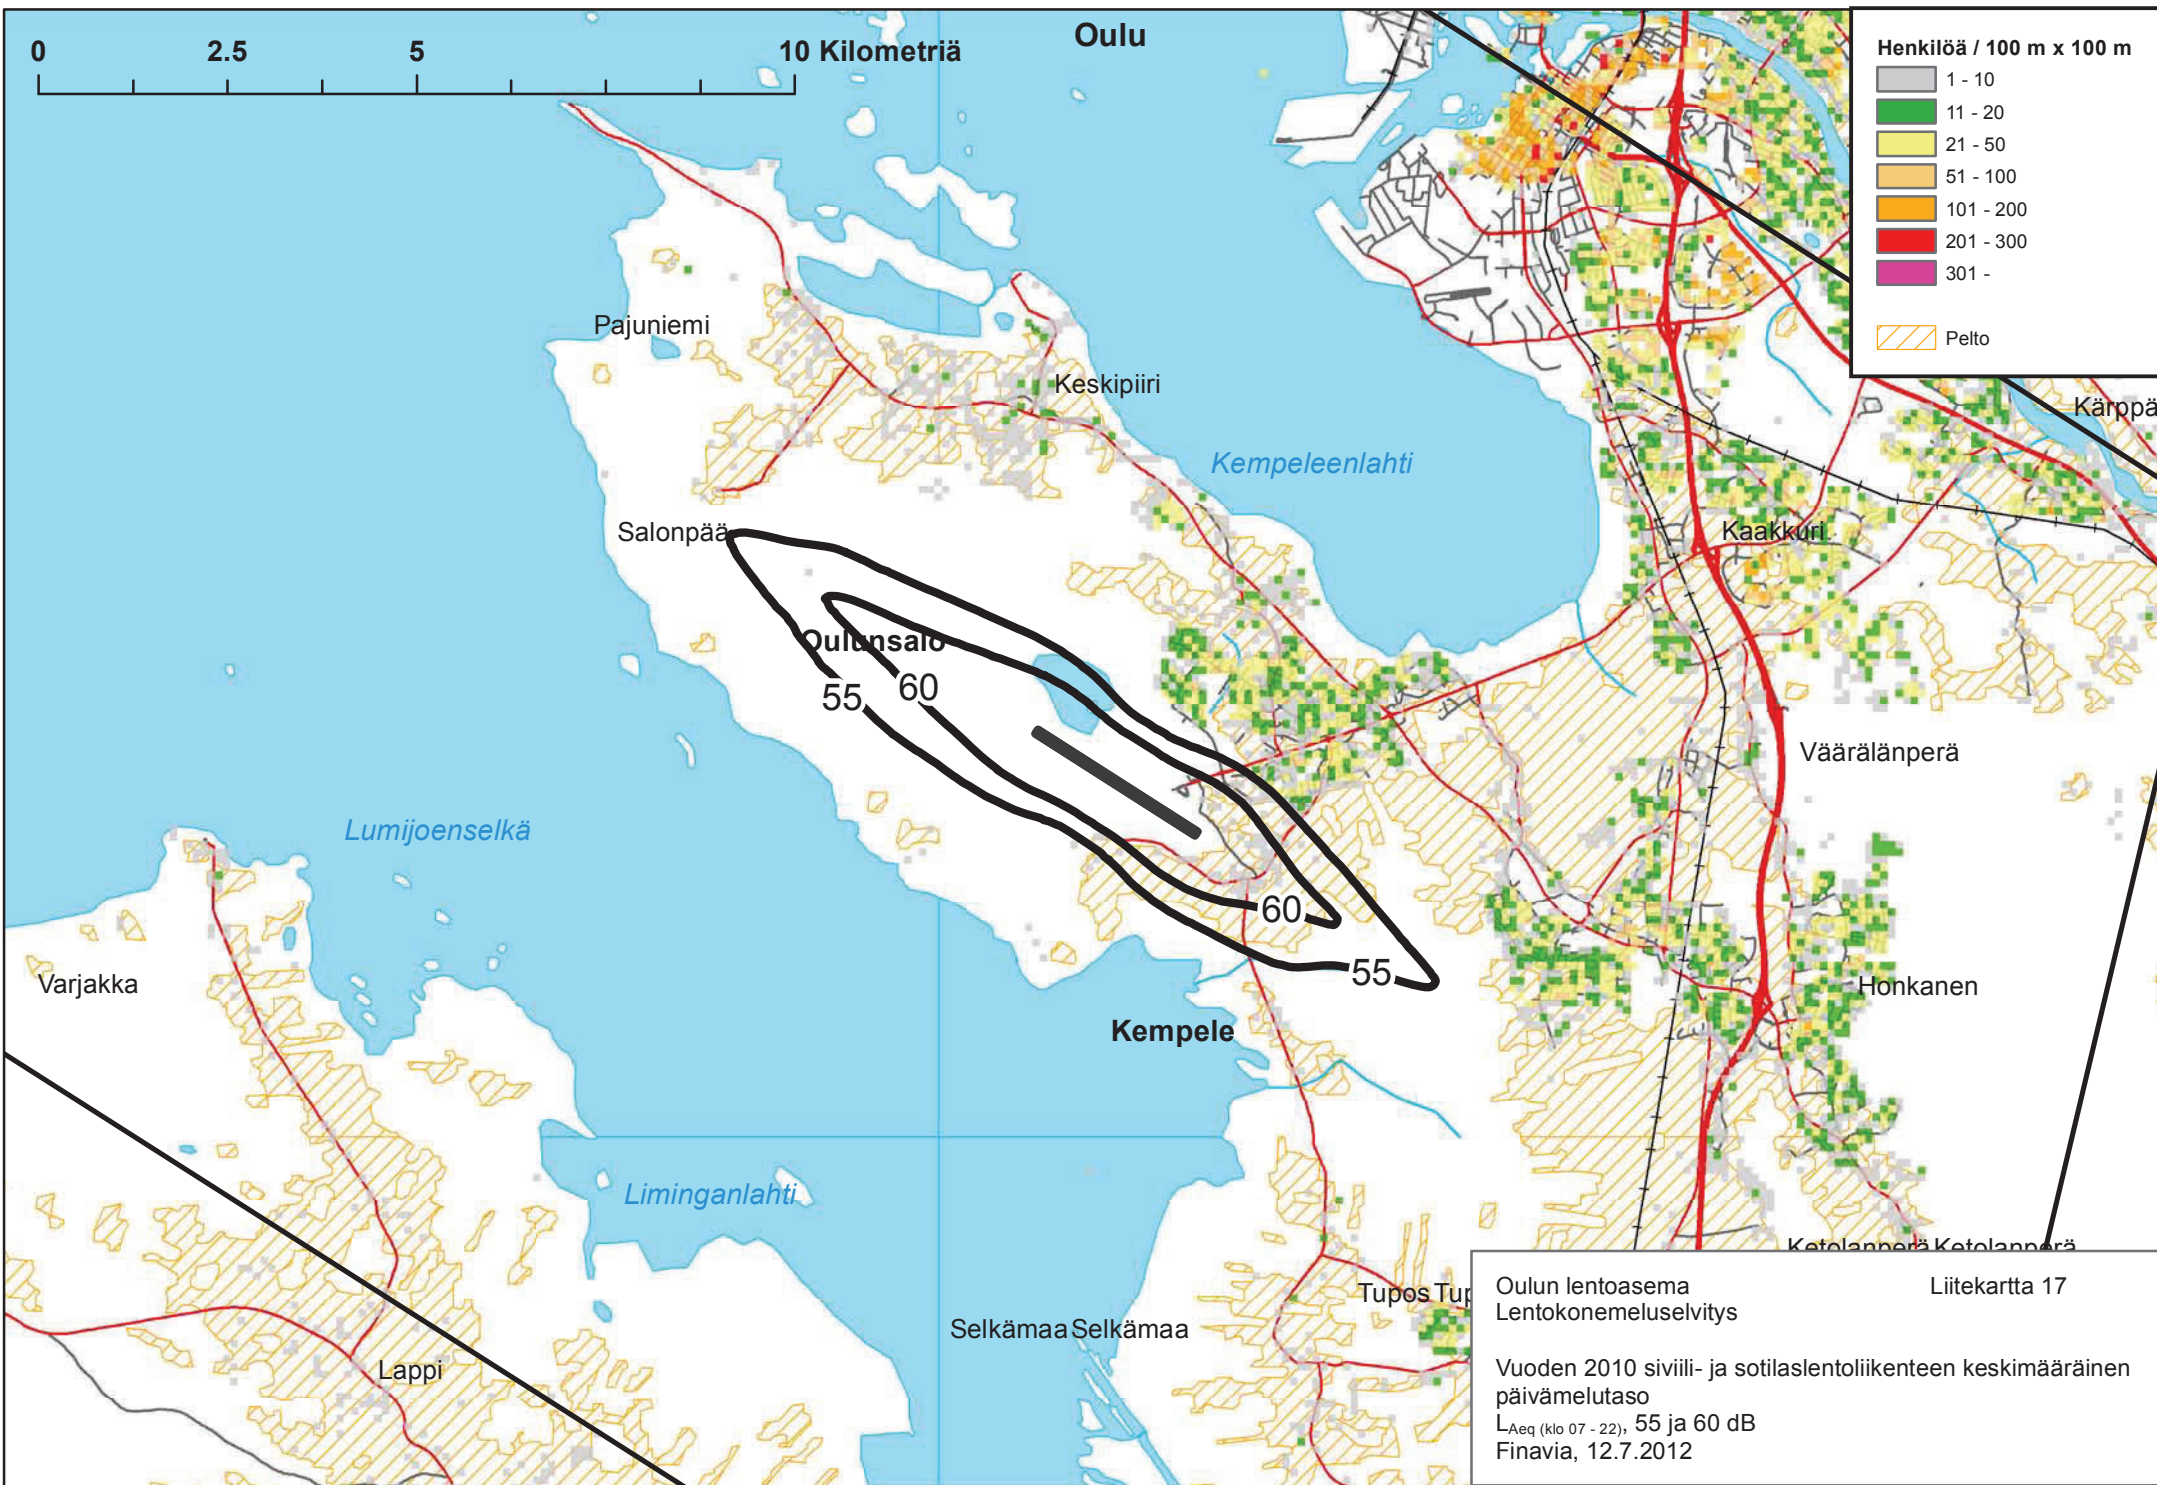 0 2.5 5 10 Kilometriä
Oulu
Henkilöä / 100 m x 100 m
1 - 10
11 - 20
21 - 50
51 - 100
101 - 200
201 - 300
301 -
Pelto
Pajuniemi
Keskipiiri
Kärppä
Kempeleenlahti
Salonpää
Kaakkuri
Oulunsalo
55
60
Väärälänperä
Lumijoenselkä
60
55
Varjakka
Honkanen
Kempele
Liminganlahti
Ketolanperä Ketolanperä
Tupos Tup
Selkämaa Selkämaa
Lappi
Oulun lentoasema Liitekartta 17
Lentokonemeluselvitys
Vuoden 2010 siviili- ja sotilaslentoliikenteen keskimääräinen
päivämelutaso
LAeq (klo 07 - 22), 55 ja 60 dB
Finavia, 12.7.2012